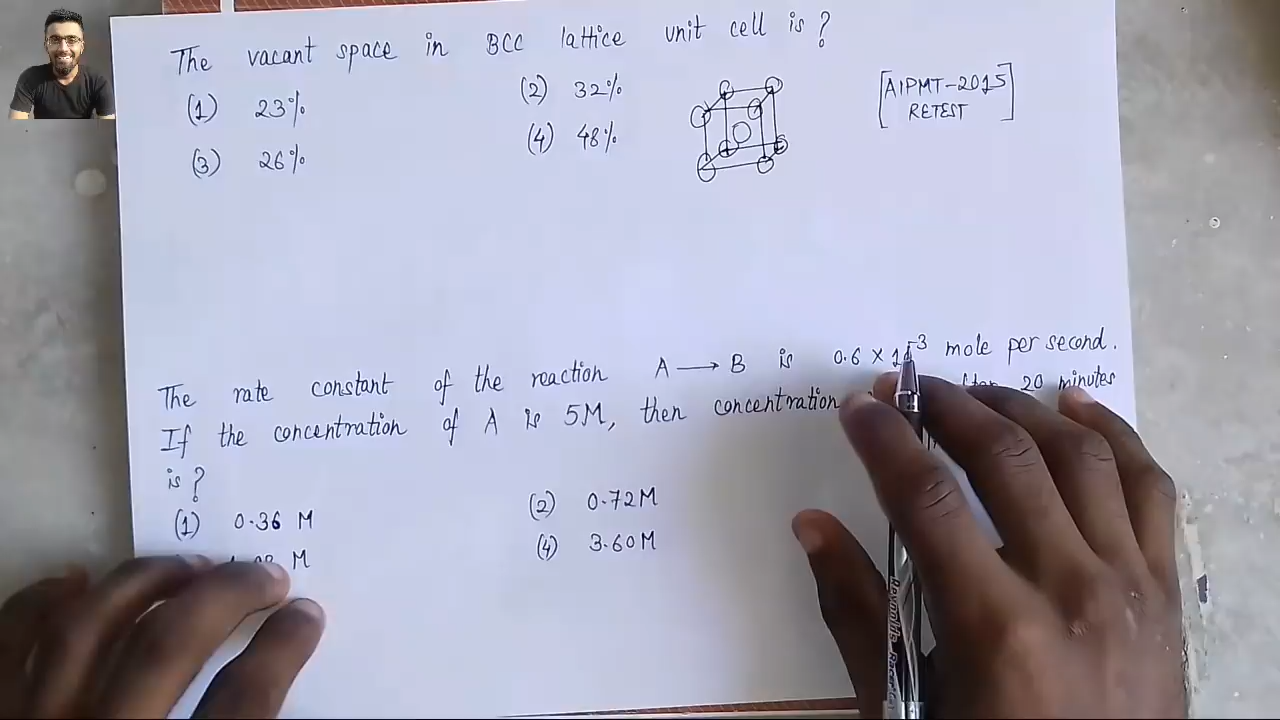 The vacant space in BCC lattice unit cell is ?
(1) 23% (2) 32%
(3) 26% (4) 48%
[AIPMT-2015
RETEST]
The rate constant of the reaction A → B is 0.6 × 10⁻³ mole per second.
If the concentration of A is 5M, then concentration 20 minutes
is ?
(1) 0.36 M (2) 0.72M
M (4) 3.60M
Reynolds Racer